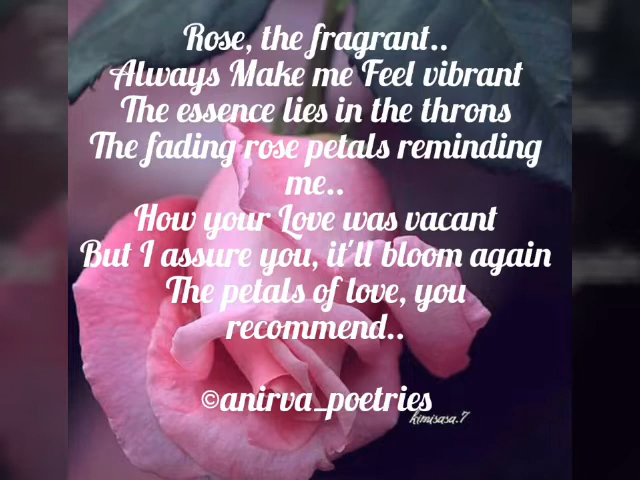 Rose, the fragrant..
Always Make me Feel vibrant
The essence lies in the throns
The fading rose petals reminding
me..
How your Love was vacant
But I assure you, it'll bloom again
The petals of love, you
recommend..
©anirva_poetries
kimisasa.7